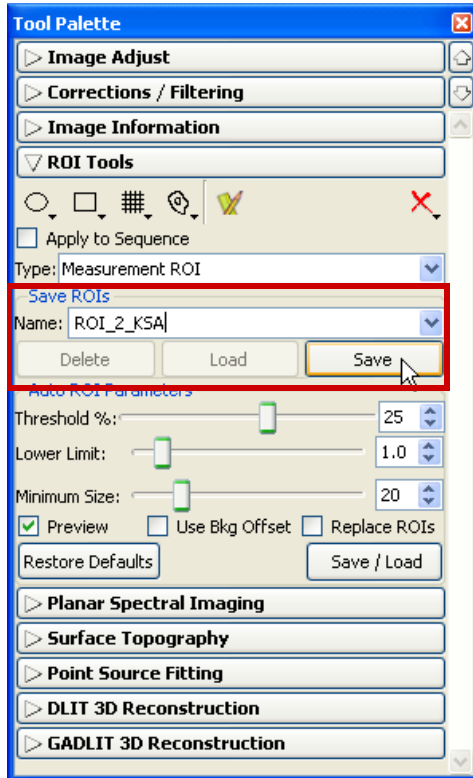 Tool Palette
Image Adjust
Corrections / Filtering
Image Information
ROI Tools
Apply to Sequence
Type: Measurement ROI
Save ROIs
Name: ROI_2_KSA
Delete Load Save
Auto ROI Parameters
Threshold %: 25
Lower Limit: 1.0
Minimum Size: 20
Preview Use Bkg Offset Replace ROIs
Restore Defaults Save / Load
Planar Spectral Imaging
Surface Topography
Point Source Fitting
DLIT 3D Reconstruction
GADLIT 3D Reconstruction